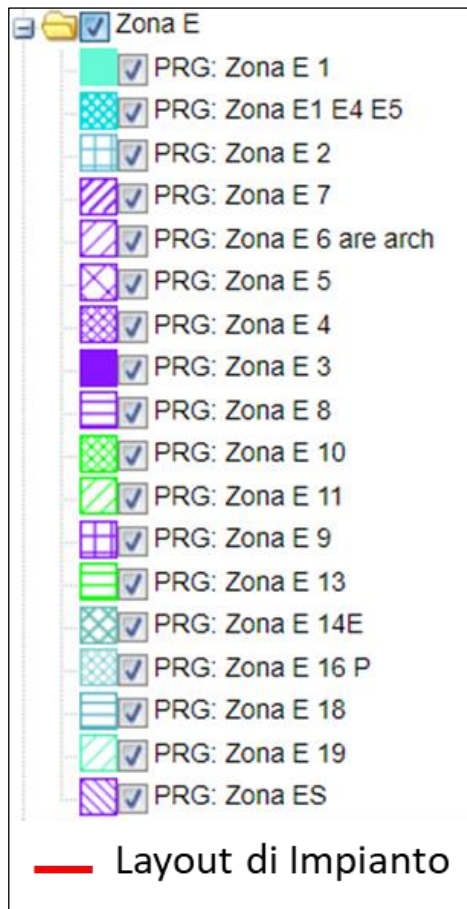 Zona E
PRG: Zona E 1
PRG: Zona E1 E4 E5
PRG: Zona E 2
PRG: Zona E 7
PRG: Zona E 6 are arch
PRG: Zona E 5
PRG: Zona E 4
PRG: Zona E 3
PRG: Zona E 8
PRG: Zona E 10
PRG: Zona E 11
PRG: Zona E 9
PRG: Zona E 13
PRG: Zona E 14E
PRG: Zona E 16 P
PRG: Zona E 18
PRG: Zona E 19
PRG: Zona ES
Layout di Impianto